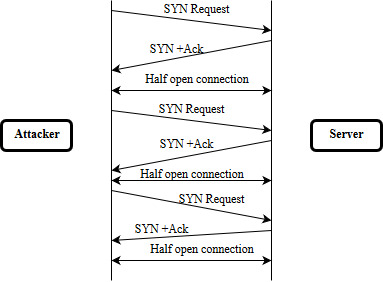 SYN Request
SYN +Ack
Half open connection
SYN Request
Attacker
Server
SYN +Ack
Half open connection
SYN Request
SYN +Ack
Half open connection